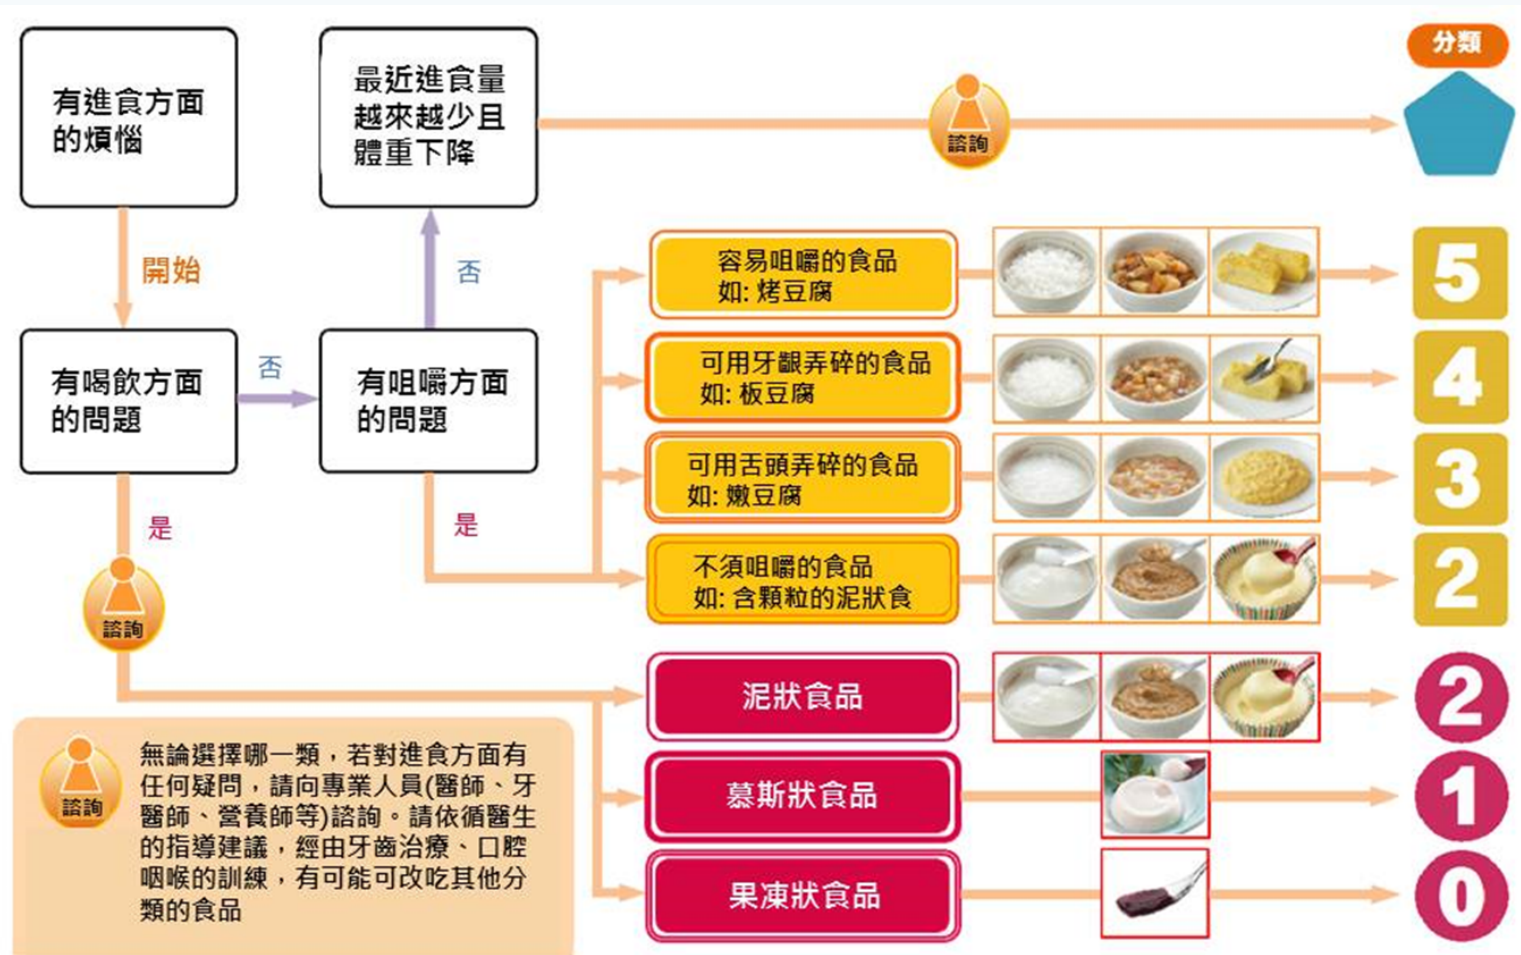 有進食方面
的煩惱
最近進食量
越來越少且
體重下降
諮詢
分類
開始
否
有喝飲方面
的問題
否
有咀嚼方面
的問題
是
是
諮詢
容易咀嚼的食品
如: 烤豆腐
5
可用牙齦弄碎的食品
如: 板豆腐
4
可用舌頭弄碎的食品
如: 嫩豆腐
3
不須咀嚼的食品
如: 含顆粒的泥狀食
2
泥狀食品
2
慕斯狀食品
1
果凍狀食品
0
諮詢
無論選擇哪一類，若對進食方面有
任何疑問，請向專業人員(醫師、牙
醫師、營養師等)諮詢。請依循醫生
的指導建議，經由牙齒治療、口腔
咽喉的訓練，有可能可改吃其他分
類的食品